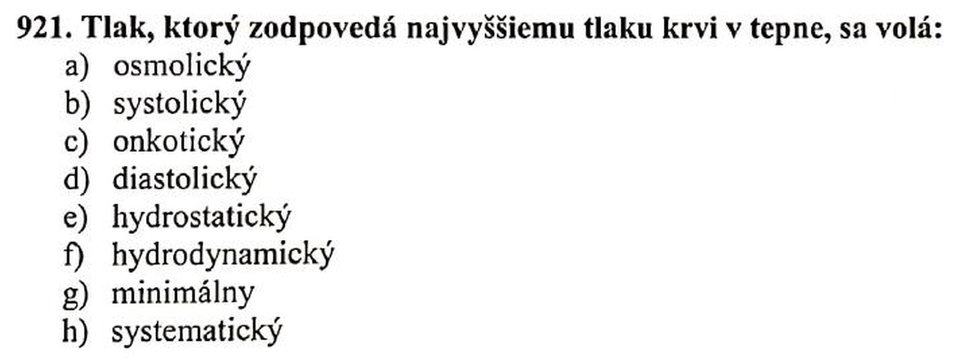 921. Tlak, ktorý zodpovedá najvyššiemu tlaku krvi v tepne, sa volá:
a) osmolický
b) systolický
c) onkotický
d) diastolický
e) hydrostatický
f) hydrodynamický
g) minimálny
h) systematický